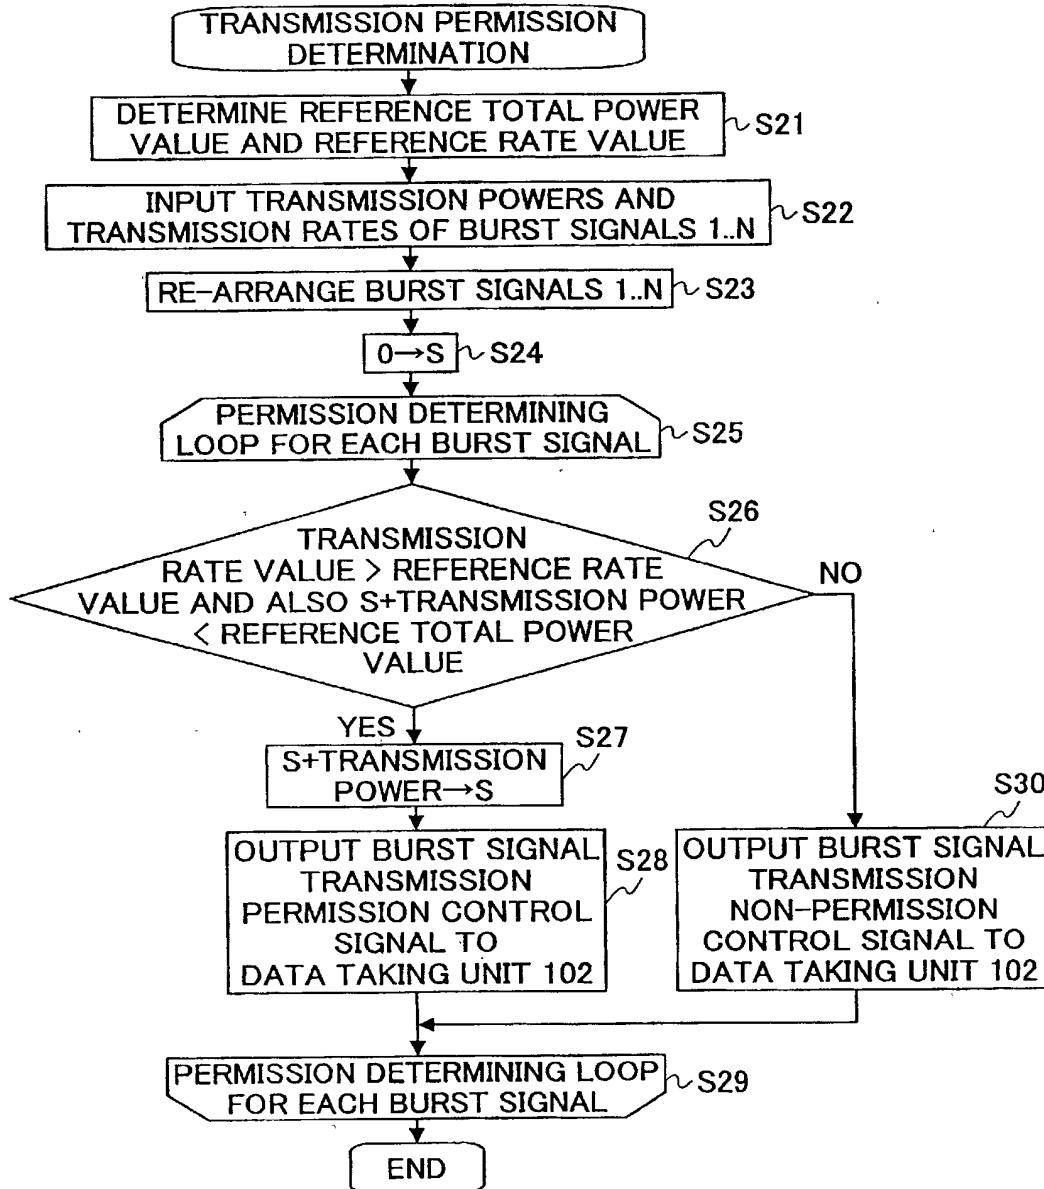 TRANSMISSION PERMISSION
DETERMINATION
DETERMINE REFERENCE TOTAL POWER
VALUE AND REFERENCE RATE VALUE
S21
INPUT TRANSMISSION POWERS AND
TRANSMISSION RATES OF BURST SIGNALS 1..N
S22
RE-ARRANGE BURST SIGNALS 1..N
S23
0→S
S24
PERMISSION DETERMINING
LOOP FOR EACH BURST SIGNAL
S25
S26
TRANSMISSION
RATE VALUE > REFERENCE RATE
VALUE AND ALSO S+TRANSMISSION POWER
< REFERENCE TOTAL POWER
VALUE
NO
YES
S27
S+TRANSMISSION
POWER→S
S28
OUTPUT BURST SIGNAL
TRANSMISSION
PERMISSION CONTROL
SIGNAL TO
DATA TAKING UNIT 102
S30
OUTPUT BURST SIGNAL
TRANSMISSION
NON-PERMISSION
CONTROL SIGNAL TO
DATA TAKING UNIT 102
PERMISSION DETERMINING LOOP
FOR EACH BURST SIGNAL
S29
END